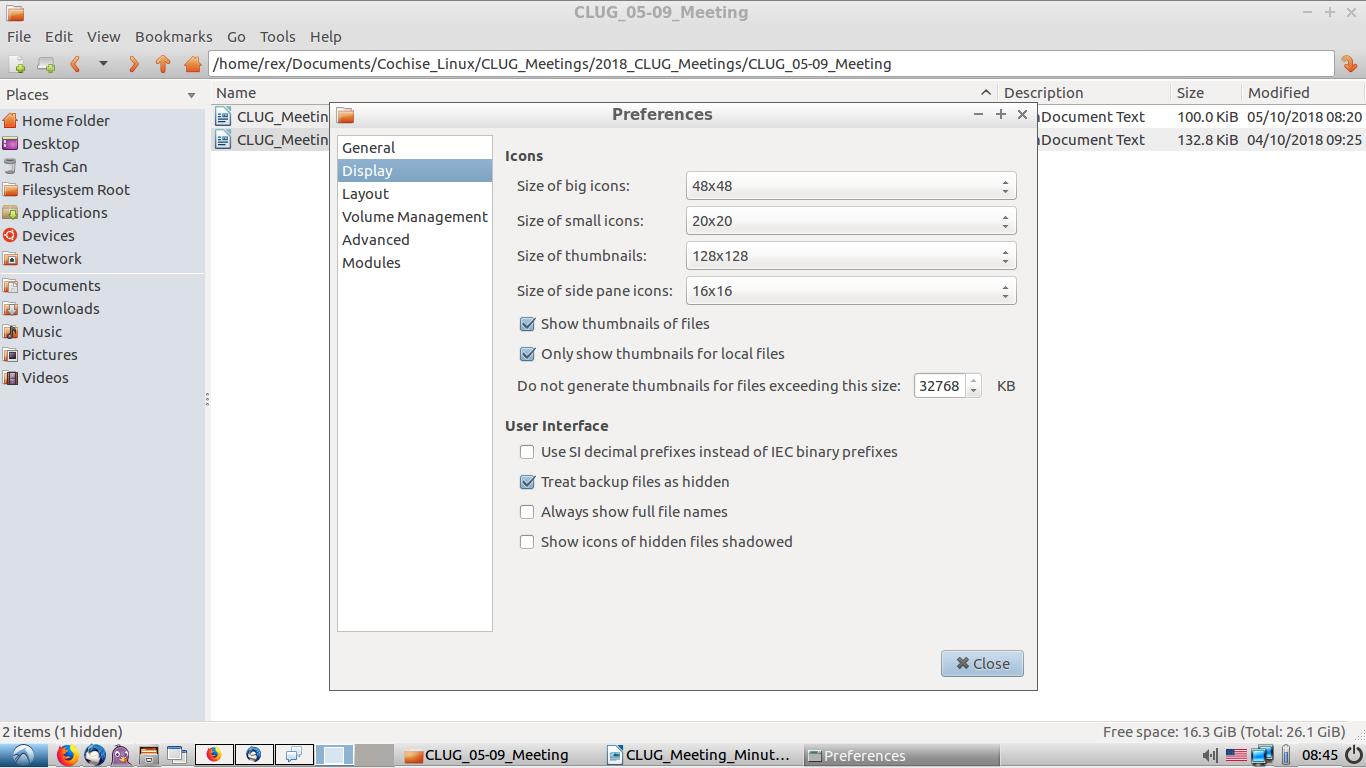 CLUG_05-09_Meeting
File Edit View Bookmarks Go Tools Help
/home/rex/Documents/Cochise_Linux/CLUG_Meetings/2018_CLUG_Meetings/CLUG_05-09_Meeting
Places
Home Folder
Desktop
Trash Can
Filesystem Root
Applications
Devices
Network
Documents
Downloads
Music
Pictures
Videos
Name Description Size Modified
CLUG_Meetin Document Text 100.0 KiB 05/10/2018 08:20
CLUG_Meetin Document Text 132.8 KiB 04/10/2018 09:25
Preferences
General
Display
Layout
Volume Management
Advanced
Modules
Icons
Size of big icons: 48x48
Size of small icons: 20x20
Size of thumbnails: 128x128
Size of side pane icons: 16x16
Show thumbnails of files
Only show thumbnails for local files
Do not generate thumbnails for files exceeding this size: 32768 KB
User Interface
Use SI decimal prefixes instead of IEC binary prefixes
Treat backup files as hidden
Always show full file names
Show icons of hidden files shadowed
Close
2 items (1 hidden) Free space: 16.3 GiB (Total: 26.1 GiB)
CLUG_05-09_Meeting CLUG_Meeting_Minut... Preferences 08:45